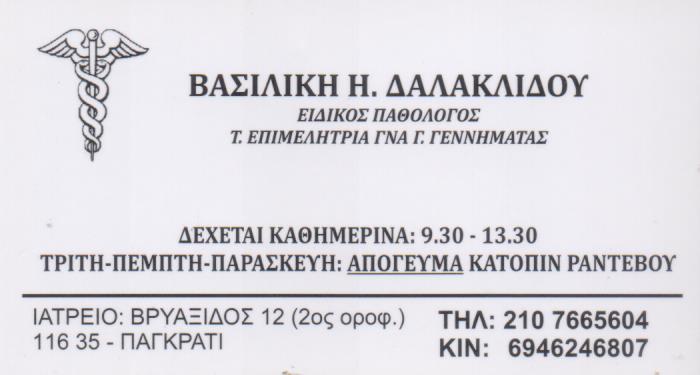 ΒΑΣΙΛΙΚΗ Η. ΔΑΛΑΚΛΙΔΟΥ
ΕΙΔΙΚΟΣ ΠΑΘΟΛΟΓΟΣ
Τ. ΕΠΙΜΕΛΗΤΡΙΑ ΓΝΑ Γ. ΓΕΝΝΗΜΑΤΑΣ
ΔΕΧΕΤΑΙ ΚΑΘΗΜΕΡΙΝΑ: 9.30 - 13.30
ΤΡΙΤΗ-ΠΕΜΠΤΗ-ΠΑΡΑΣΚΕΥΗ: ΑΠΟΓΕΥΜΑ ΚΑΤΟΠΙΝ ΡΑΝΤΕΒΟΥ
ΙΑΤΡΕΙΟ: ΒΡΥΑΞΙΔΟΣ 12 (2ος οροφ.)
116 35 - ΠΑΓΚΡΑΤΙ
ΤΗΛ: 210 7665604
ΚΙΝ: 6946246807